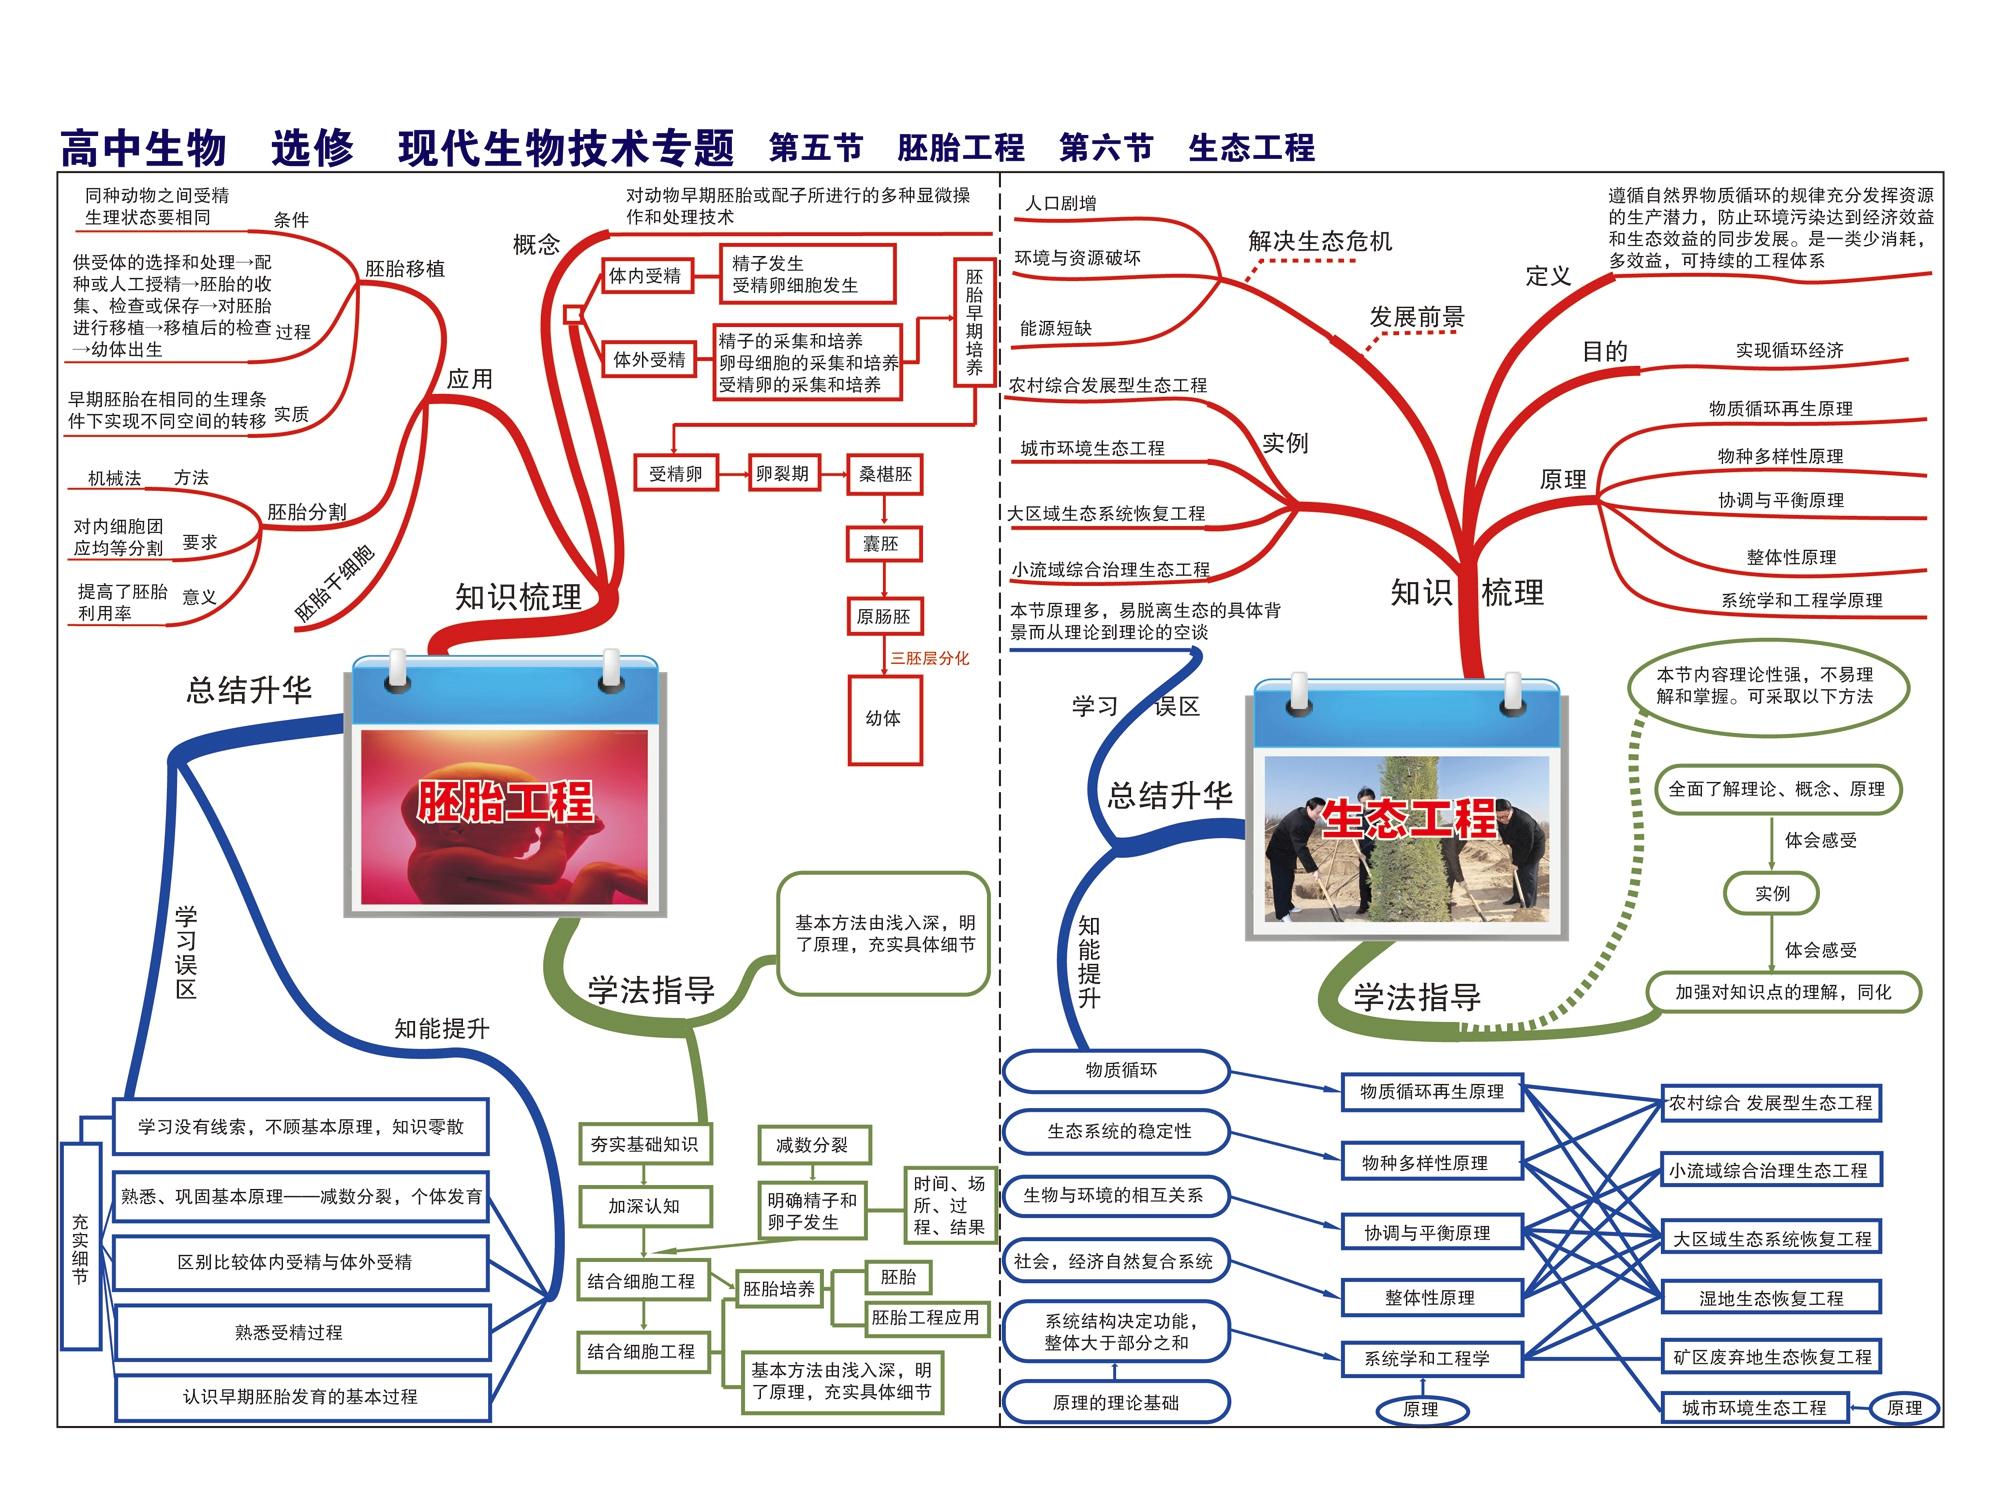 高中生物 选修 现代生物技术专题 第五节 胚胎工程 第六节 生态工程
同种动物之间受精
生理状态要相同
条件
供受体的选择和处理→配
种或人工授精→胚胎的收
集、检查或保存→对胚胎
进行移植→移植后的检查
→幼体出生
过程
早期胚胎在相同的生理条
件下实现不同空间的转移
实质
胚胎移植
应用
机械法
方法
对内细胞团
应均等分割
要求
提高了胚胎
利用率
意义
胚胎分割
胚胎干细胞
概念
对动物早期胚胎或配子所进行的多种显微操
作和处理技术
体内受精
精子发生
受精卵细胞发生
体外受精
精子的采集和培养
卵母细胞的采集和培养
受精卵的采集和培养
胚胎早期培养
受精卵
卵裂期
桑椹胚
囊胚
原肠胚
三胚层分化
幼体
知识梳理
总结升华
胚胎工程
学习误区
知能提升
学法指导
基本方法由浅入深，明
了原理，充实具体细节
充实细节
学习没有线索，不顾基本原理，知识零散
熟悉、巩固基本原理——减数分裂，个体发育
区别比较体内受精与体外受精
熟悉受精过程
认识早期胚胎发育的基本过程
夯实基础知识
加深认知
结合细胞工程
结合细胞工程
减数分裂
明确精子和
卵子发生
时间、场
所、过
程、结果
胚胎培养
胚胎
胚胎工程应用
基本方法由浅入深，明
了原理，充实具体细节
人口剧增
环境与资源破坏
能源短缺
解决生态危机
发展前景
农村综合发展型生态工程
城市环境生态工程
大区域生态系统恢复工程
小流域综合治理生态工程
实例
定义
遵循自然界物质循环的规律充分发挥资源
的生产潜力，防止环境污染达到经济效益
和生态效益的同步发展。是一类少消耗，
多效益，可持续的工程体系
目的
实现循环经济
原理
物质循环再生原理
物种多样性原理
协调与平衡原理
整体性原理
系统学和工程学原理
知识 梳理
本节原理多，易脱离生态的具体背
景而从理论到理论的空谈
学习 误区
总结升华
生态工程
知能提升
学法指导
本节内容理论性强，不易理
解和掌握。可采取以下方法
全面了解理论、概念、原理
体会感受
实例
体会感受
加强对知识点的理解，同化
物质循环
生态系统的稳定性
生物与环境的相互关系
社会，经济自然复合系统
系统结构决定功能，
整体大于部分之和
原理的理论基础
物质循环再生原理
物种多样性原理
协调与平衡原理
整体性原理
系统学和工程学
原理
农村综合 发展型生态工程
小流域综合治理生态工程
大区域生态系统恢复工程
湿地生态恢复工程
矿区废弃地生态恢复工程
城市环境生态工程
原理